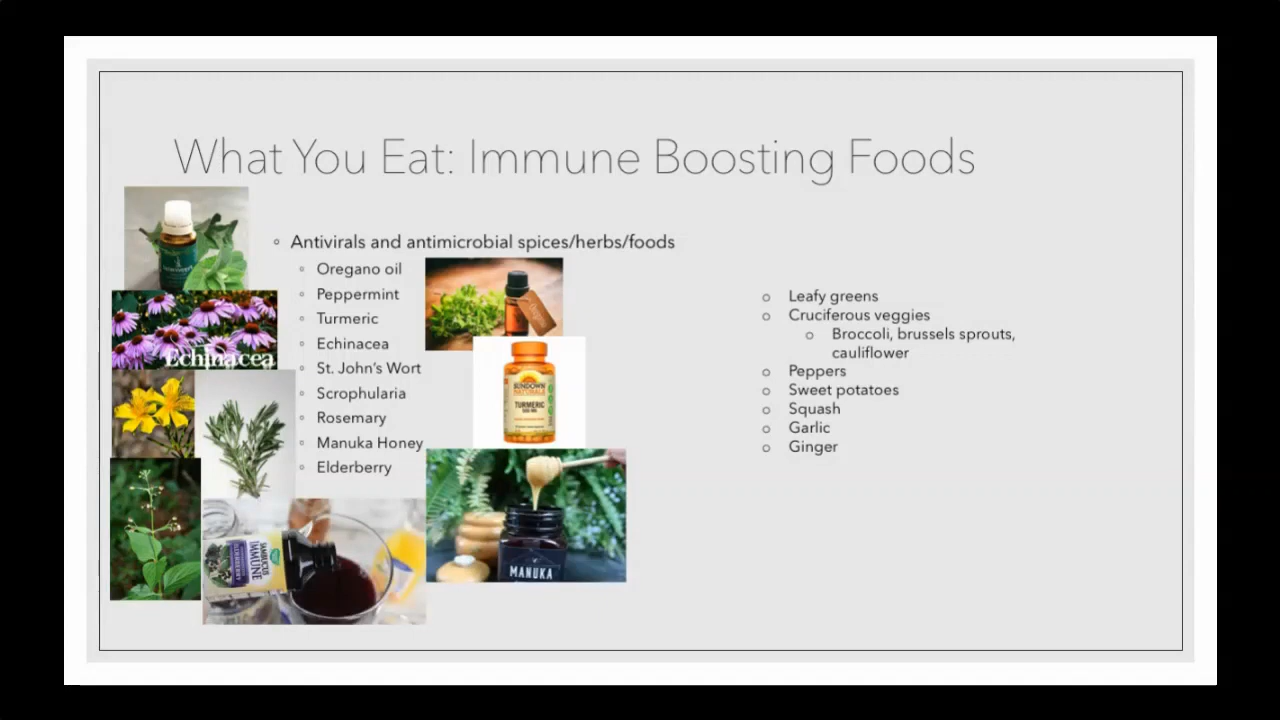 What You Eat: Immune Boosting Foods
Antivirals and antimicrobial spices/herbs/foods
Oregano oil
Peppermint
Turmeric
Echinacea
St. John's Wort
Scrophularia
Rosemary
Manuka Honey
Elderberry
Leafy greens
Cruciferous veggies
Broccoli, brussels sprouts,
cauliflower
Peppers
Sweet potatoes
Squash
Garlic
Ginger
Echinacea
SUNDOWN
NATURALS
TURMERIC
SAMBUCUS
IMMUNE
MANUKA